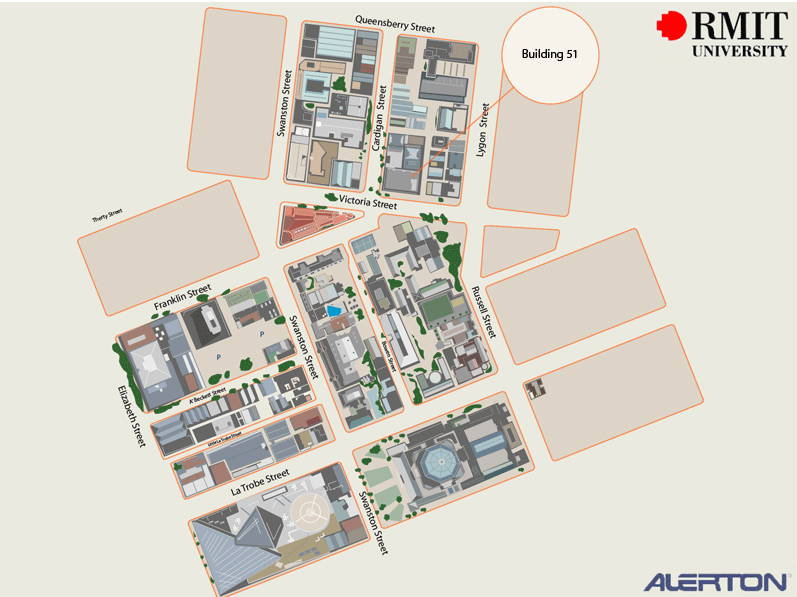 Queensberry Street
RMIT
UNIVERSITY
Building 51
Swanston Street
Cardigan Street
Lygon Street
Victoria Street
Therry Street
Franklin Street
Swanston Street
Russell Street
Bowen Street
P
P
Elizabeth Street
A'Beckett Street
Little La Trobe Street
La Trobe Street
Swanston Street
ALERTON